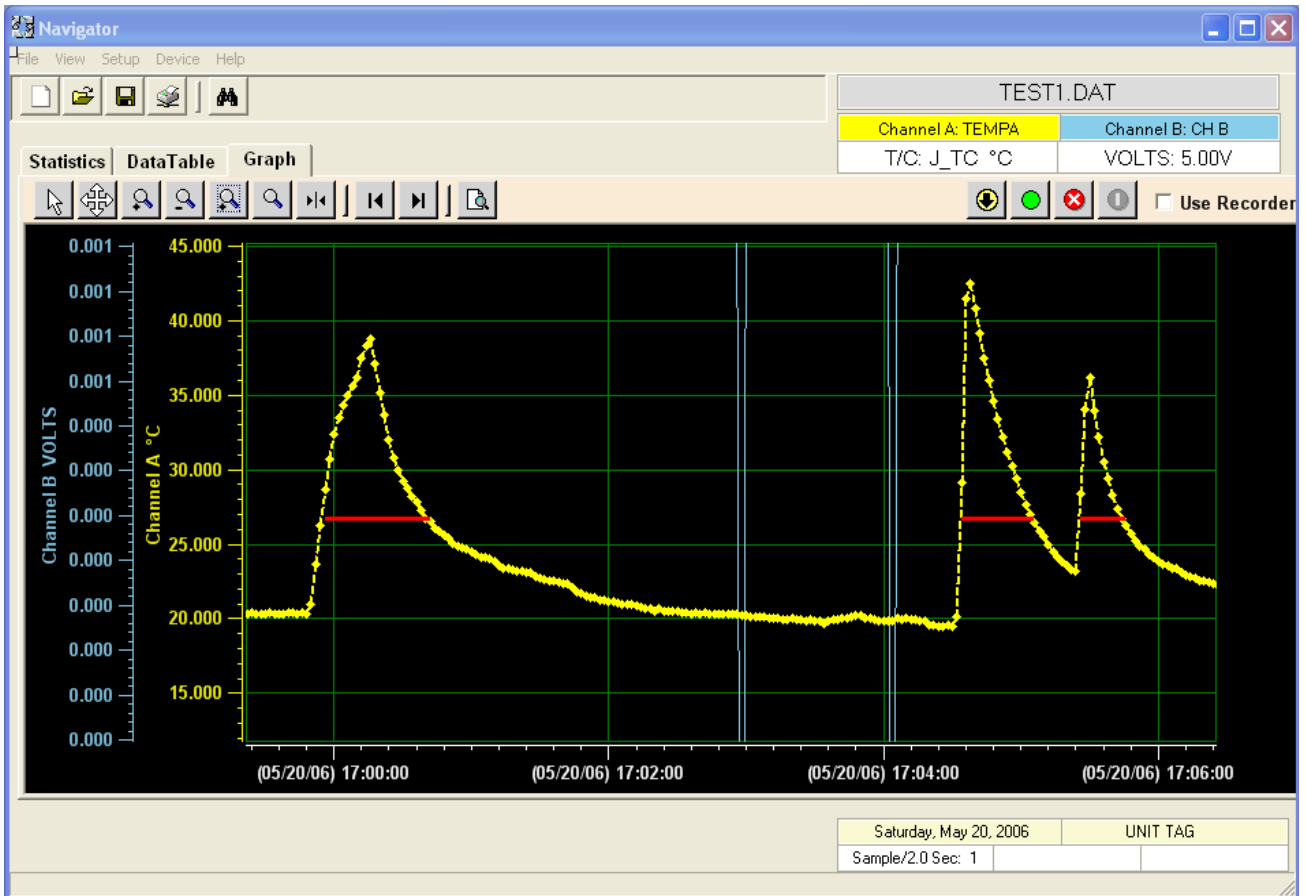 Navigator
File View Setup Device Help
TEST1.DAT
Channel A: TEMPA Channel B: CH B
T/C: J_TC °C VOLTS: 5.00V
Statistics DataTable Graph
Use Recorder
Channel B VOLTS
0.001
0.001
0.001
0.001
0.000
0.000
0.000
0.000
0.000
0.000
0.000
0.000
Channel A °C
45.000
40.000
35.000
30.000
25.000
20.000
15.000
(05/20/06) 17:00:00 (05/20/06) 17:02:00 (05/20/06) 17:04:00 (05/20/06) 17:06:00
Saturday, May 20, 2006 UNIT TAG
Sample/2.0 Sec: 1